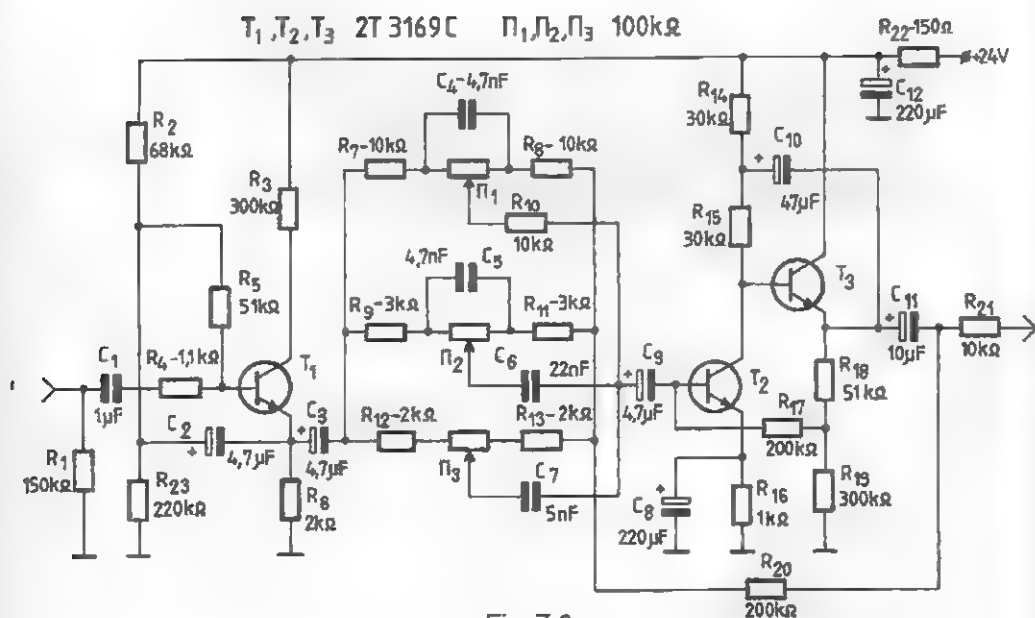 T1, T2, T3 2T 3169C П1, П2, П3 100kΩ
R22-150Ω
+24V
C4-4,7nF
R14
30kΩ
+
C12
220μF
R2
68kΩ
C10
+
47μF
R7-10kΩ
R8-10kΩ
П1
R3
300kΩ
R10
10kΩ
R15
30kΩ
C5
4,7nF
T3
R5
51kΩ
R9-3kΩ
R11-3kΩ
П2
C11
+
10μF
R21
10kΩ
C1
1μF
R4-1,1kΩ
T1
C6
22nF
C9
+
4,7μF
T2
R18
51kΩ
C2
+
4,7μF
C3
+
4,7μF
R12-2kΩ
R13-2kΩ
П3
R17
200kΩ
R1
150kΩ
R23
220kΩ
R6
2kΩ
C7
5nF
C8
+
220μF
R16
1kΩ
R19
300kΩ
R20
200kΩ